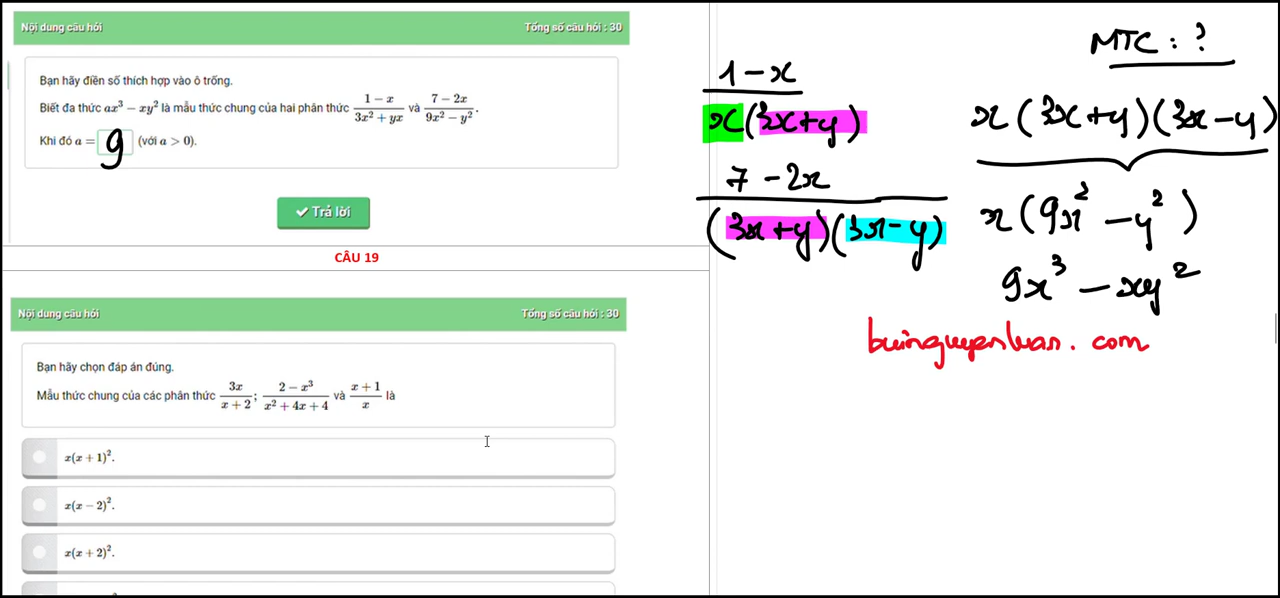 Nội dung câu hỏi Tổng số câu hỏi : 30
Bạn hãy điền số thích hợp vào ô trống.
Biết đa thức ax³ − xy² là mẫu thức chung của hai phân thức (1 − x)/(3x² + yx) và (7 − 2x)/(9x² − y²).
Khi đó a = 9 (với a > 0).
✔ Trả lời
CÂU 19
Nội dung câu hỏi Tổng số câu hỏi : 30
Bạn hãy chọn đáp án đúng.
Mẫu thức chung của các phân thức 3x/(x + 2); (2 − x³)/(x² + 4x + 4) và (x + 1)/x là
x(x + 1)².
x(x − 2)².
x(x + 2)².
1 − x
x(3x + y)
7 − 2x
(3x + y)(3x − y)
MTC : ?
x(3x + y)(3x − y)
x(9x² − y²)
9x³ − xy²
buinguyenluan.com